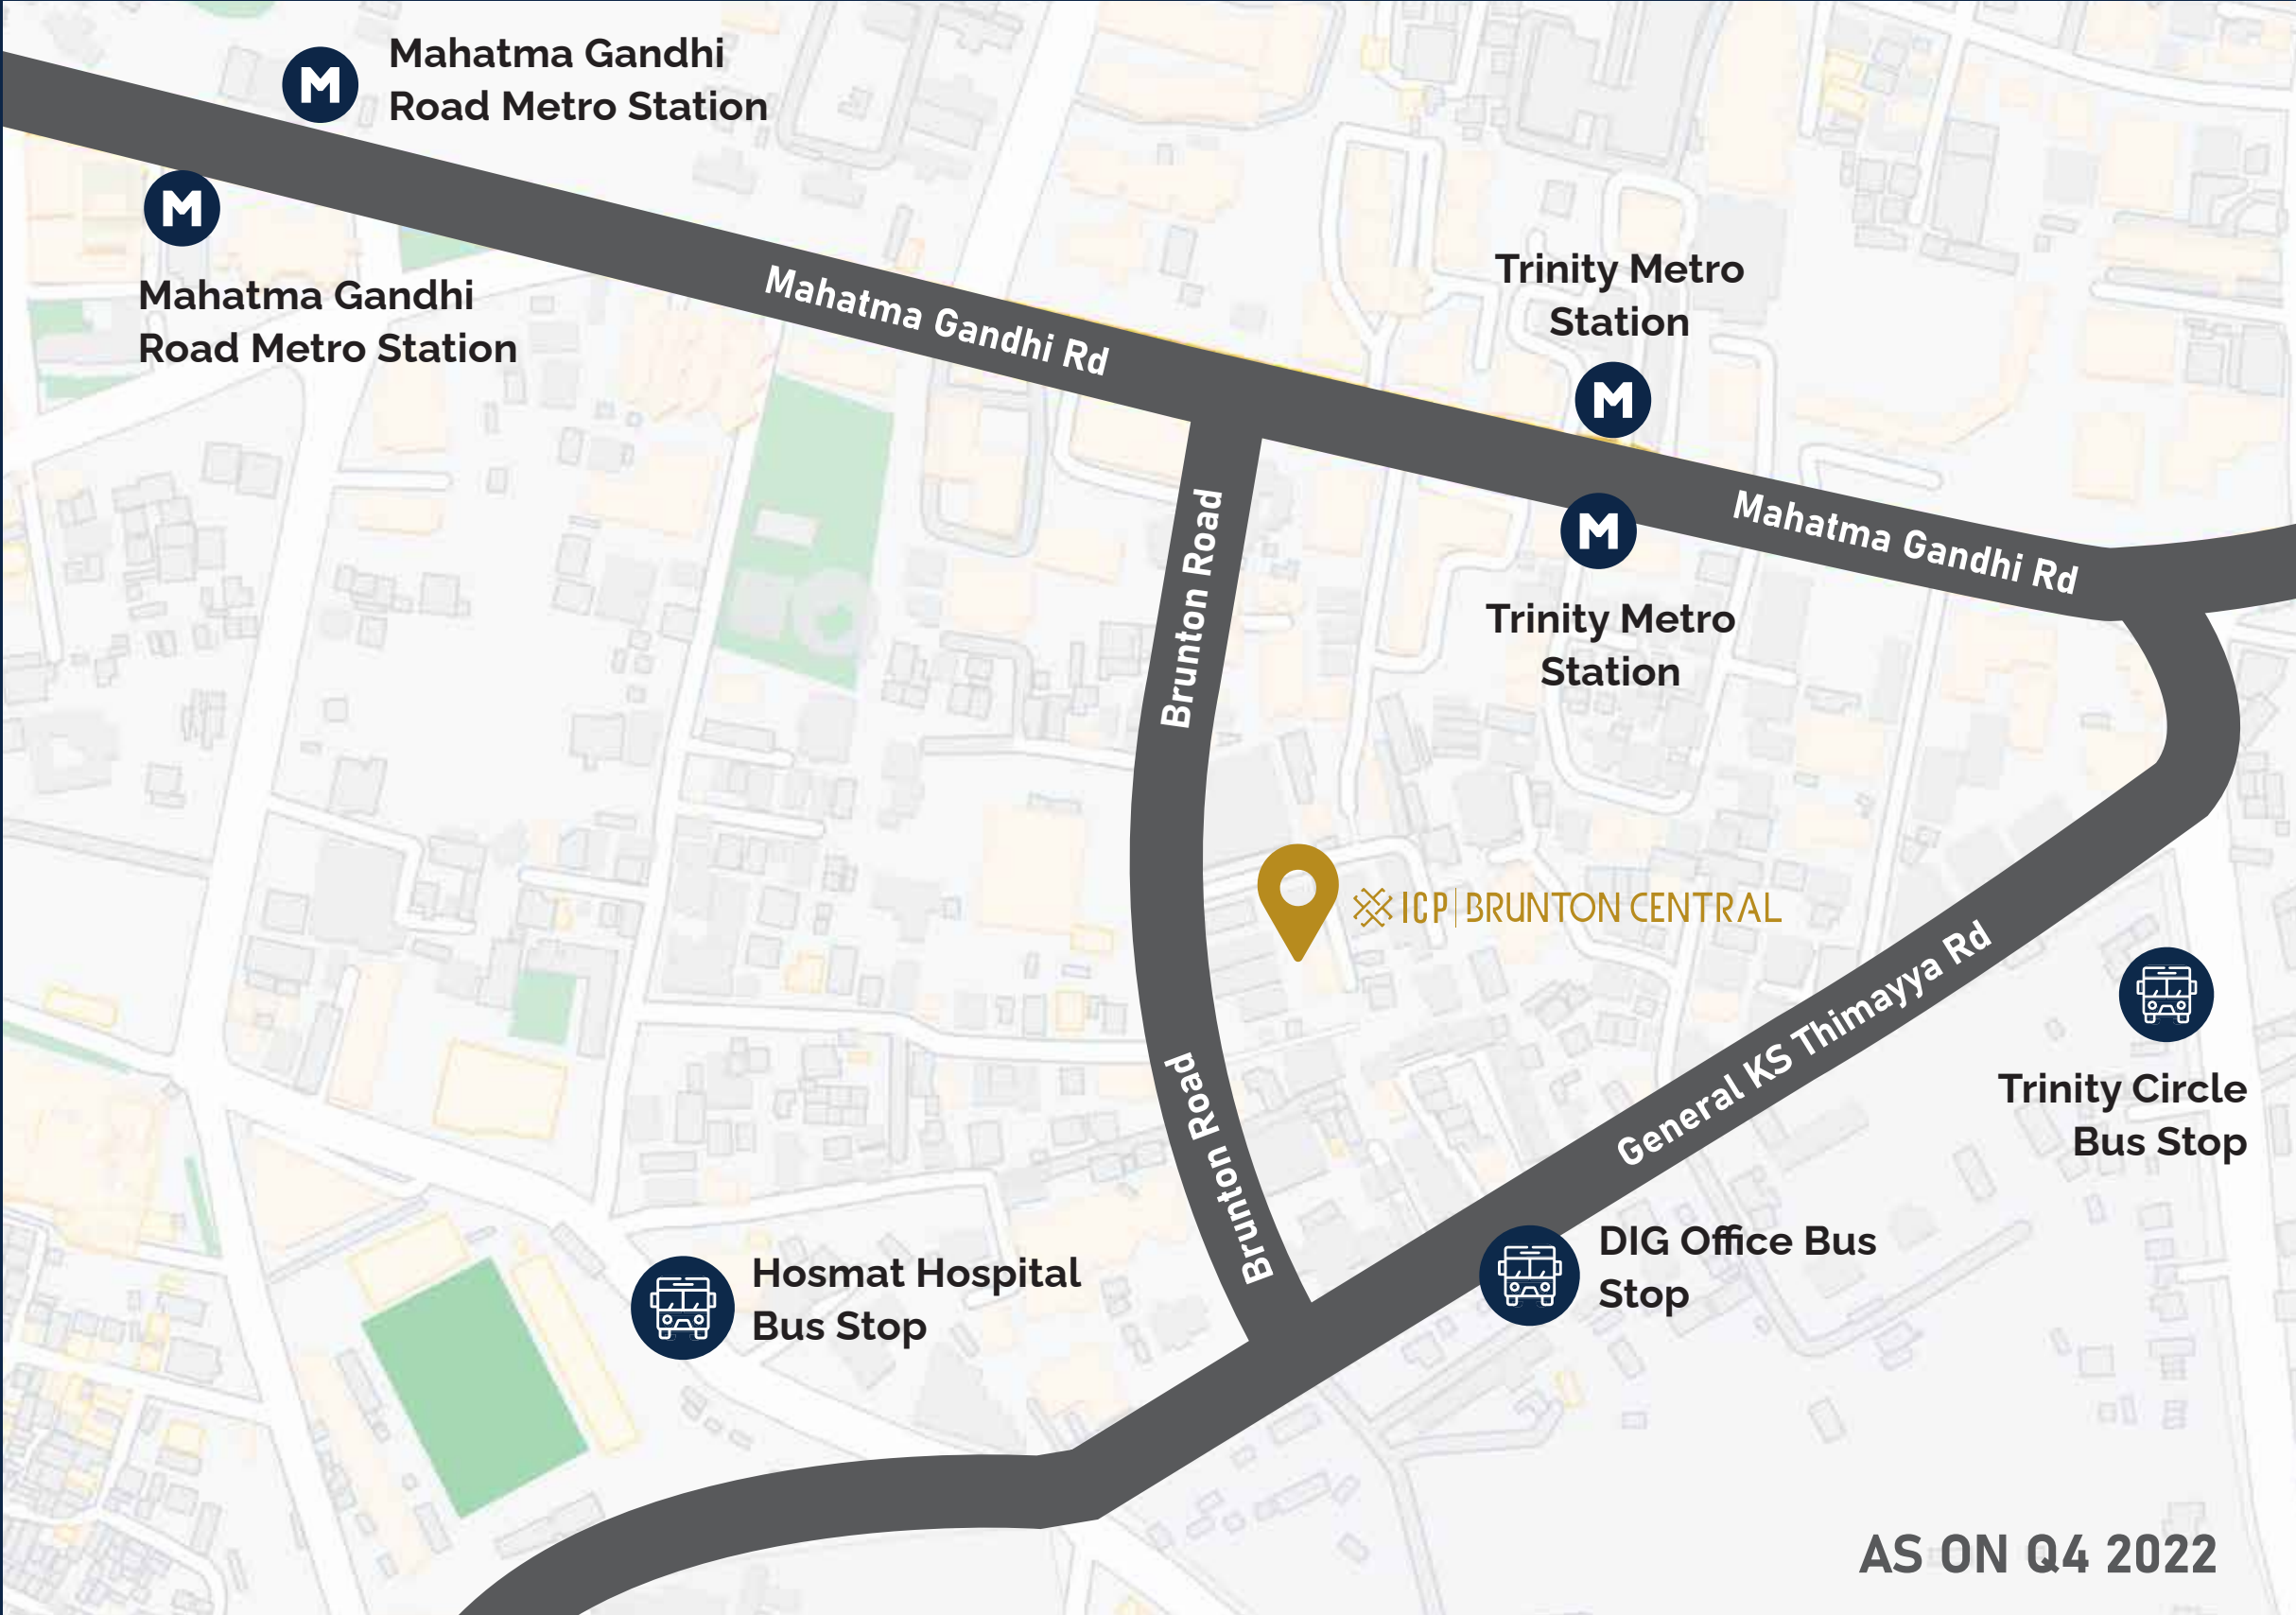 M
Mahatma Gandhi
Road Metro Station
M
Mahatma Gandhi
Road Metro Station
Mahatma Gandhi Rd
Trinity Metro
Station
M
M
Mahatma Gandhi Rd
Trinity Metro
Station
Brunton Road
ICP | BRUNTON CENTRAL
General KS Thimayya Rd
Trinity Circle
Bus Stop
Brunton Road
DIG Office Bus
Stop
Hosmat Hospital
Bus Stop
AS ON Q4 2022